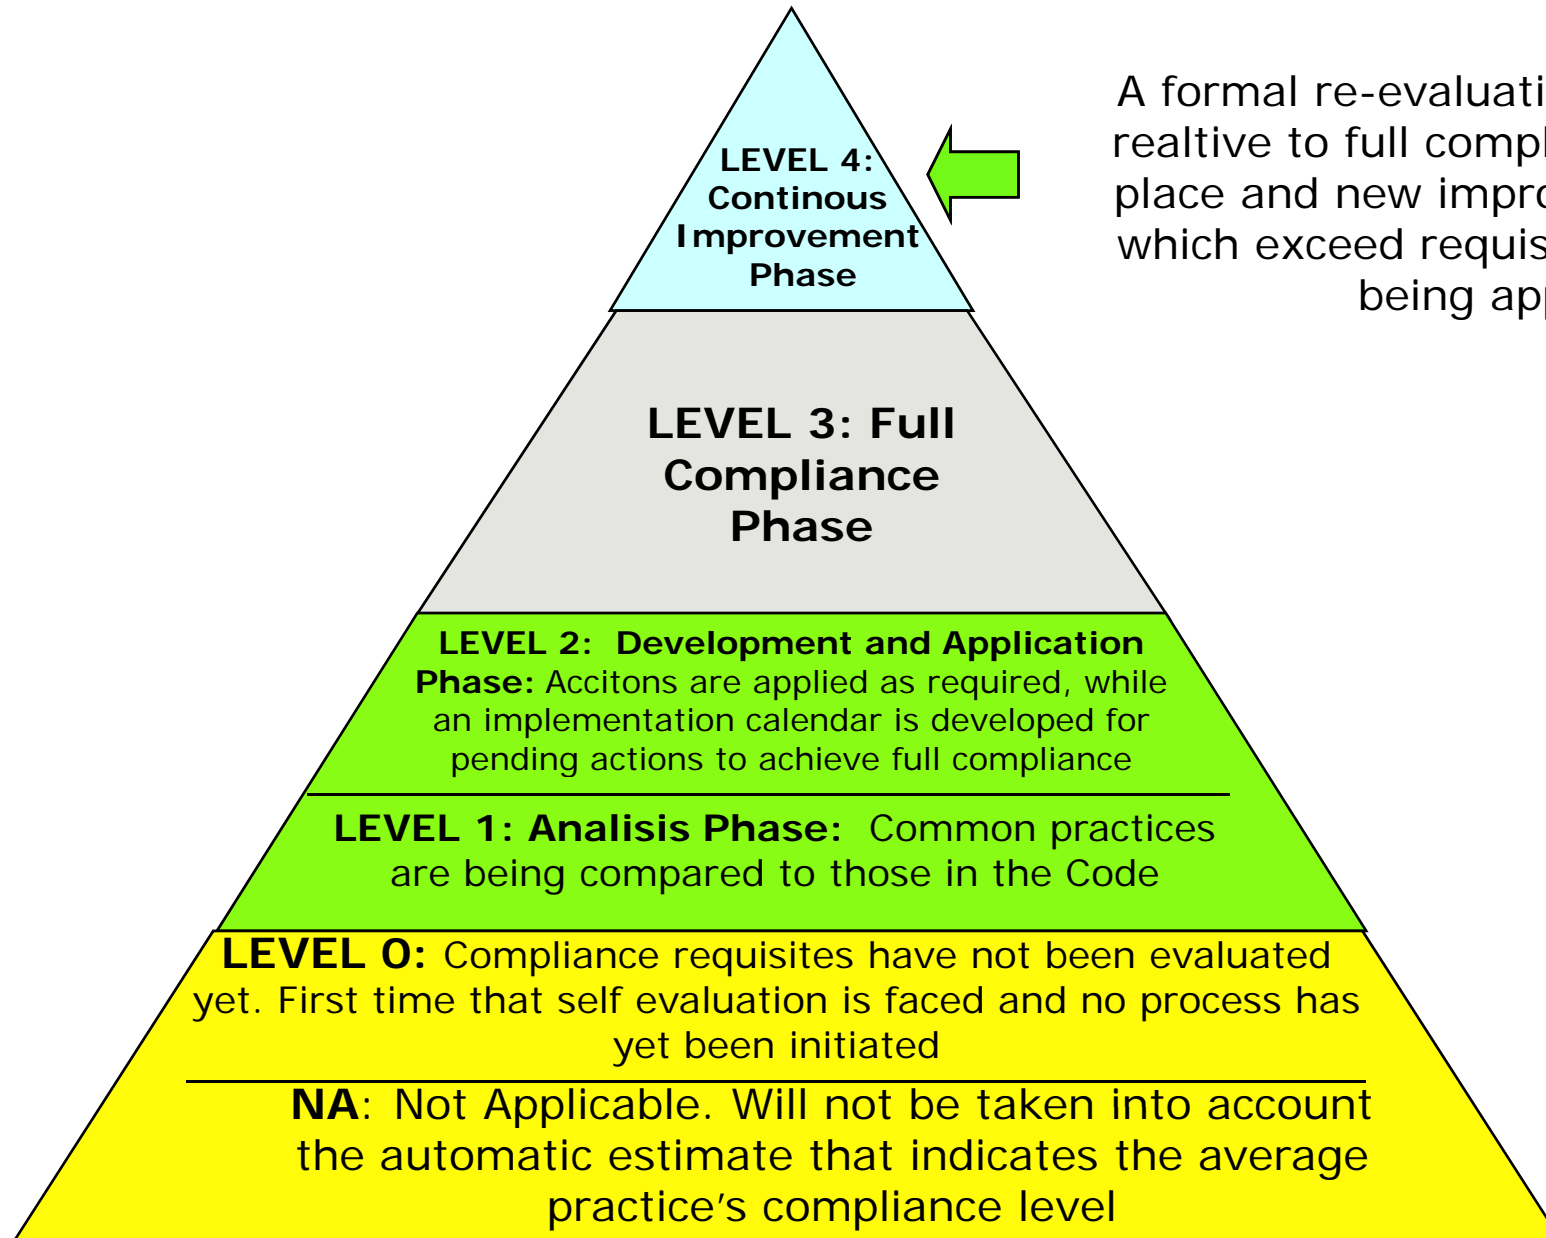 LEVEL 4:
Continous
Improvement
Phase
A formal re-evaluati
realtive to full compl
place and new impro
which exceed requis
being app
LEVEL 3: Full
Compliance
Phase
LEVEL 2: Development and Application
Phase: Accitons are applied as required, while
an implementation calendar is developed for
pending actions to achieve full compliance
LEVEL 1: Analisis Phase: Common practices
are being compared to those in the Code
LEVEL 0: Compliance requisites have not been evaluated
yet. First time that self evaluation is faced and no process has
yet been initiated
NA: Not Applicable. Will not be taken into account
the automatic estimate that indicates the average
practice’s compliance level